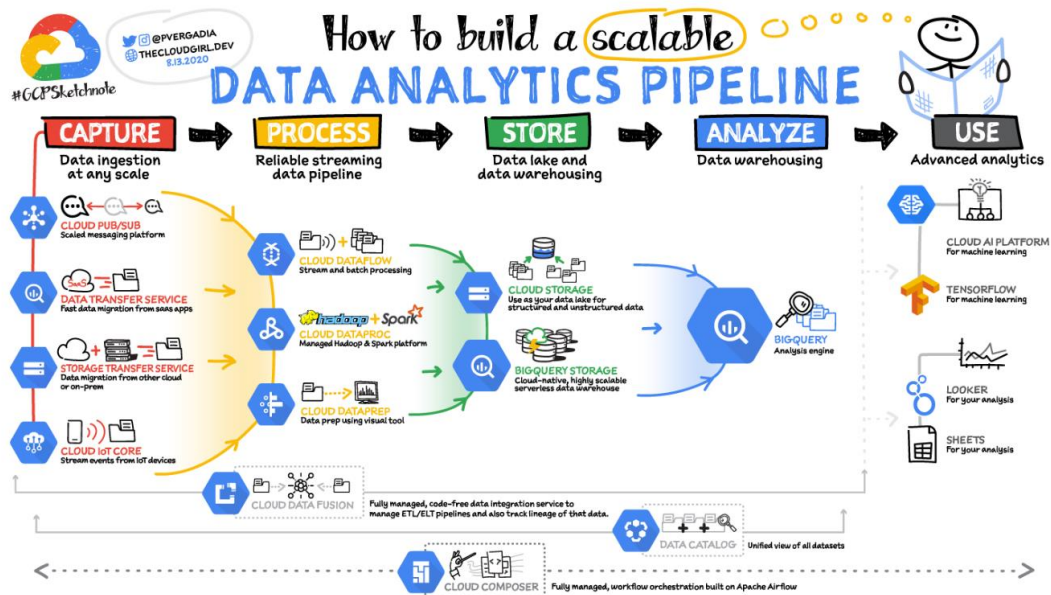 @PVERGADIA
THECLOUDGIRL.DEV
8.13.2020
#GCPSketchnote
How to build a scalable
DATA ANALYTICS PIPELINE
CAPTURE
Data ingestion
at any scale
PROCESS
Reliable streaming
data pipeline
STORE
Data lake and
data warehousing
ANALYZE
Data warehousing
USE
Advanced analytics
CLOUD PUB/SUB
Scaled messaging platform
SaaS
DATA TRANSFER SERVICE
Fast data migration from saas apps
STORAGE TRANSFER SERVICE
Data migration from other cloud
or on-prem
CLOUD IoT CORE
Stream events from IoT devices
CLOUD DATAFLOW
Stream and batch processing
hadoop + Spark
CLOUD DATAPROC
Managed Hadoop & Spark platform
CLOUD DATAPREP
Data prep using visual tool
CLOUD STORAGE
Use as your data lake for
structured and unstructured data
BIGQUERY STORAGE
Cloud-native, highly scalable
serverless data warehouse
BIGQUERY
Analysis engine
CLOUD AI PLATFORM
For machine learning
TENSORFLOW
For machine learning
LOOKER
For your analysis
SHEETS
For your analysis
CLOUD DATA FUSION
Fully managed, code-free data integration service to
manage ETL/ELT pipelines and also track lineage of that data.
DATA CATALOG
Unified view of all datasets
CLOUD COMPOSER
Fully managed, workflow orchestration built on Apache Airflow